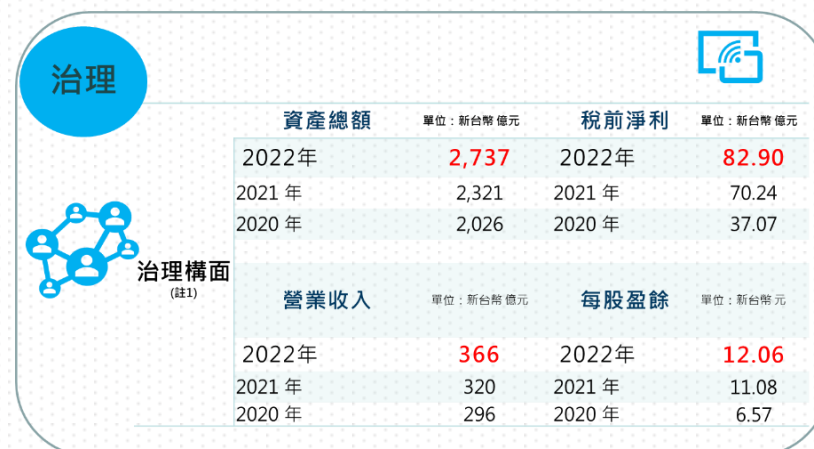 治理
資產總額 單位：新台幣億元 稅前淨利 單位：新台幣億元
2022年 2,737 2022年 82.90
2021 年 2,321 2021 年 70.24
2020 年 2,026 2020 年 37.07
治理構面
(註1)
營業收入 單位：新台幣億元 每股盈餘 單位：新台幣元
2022年 366 2022年 12.06
2021 年 320 2021 年 11.08
2020 年 296 2020 年 6.57